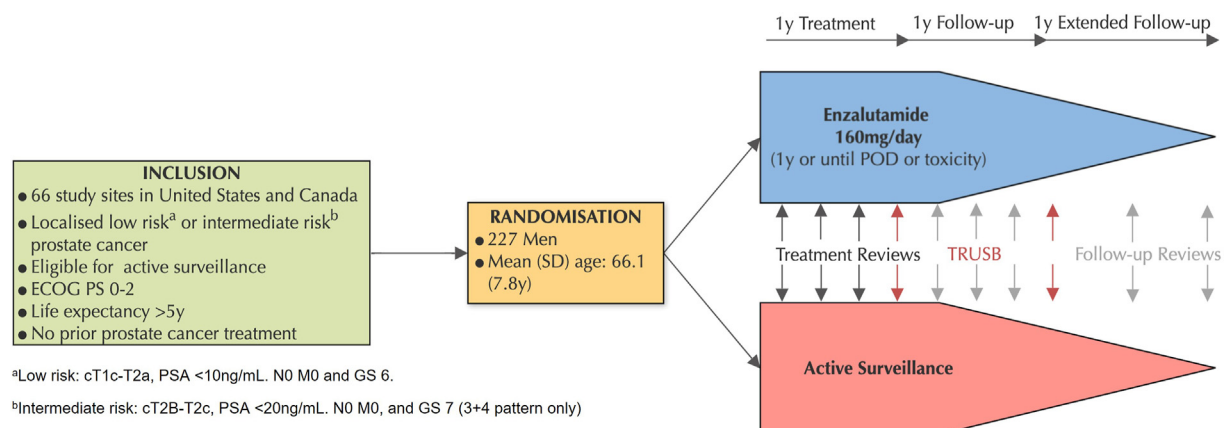 1y Treatment
1y Follow-up
1y Extended Follow-up
INCLUSION
● 66 study sites in United States and Canada
● Localised low riskᵃ or intermediate riskᵇ
prostate cancer
● Eligible for active surveillance
● ECOG PS 0-2
● Life expectancy >5y
● No prior prostate cancer treatment
RANDOMISATION
● 227 Men
● Mean (SD) age: 66.1
(7.8y)
Enzalutamide
160mg/day
(1y or until POD or toxicity)
Treatment Reviews
TRUSB
Follow-up Reviews
Active Surveillance
ᵃLow risk: cT1c-T2a, PSA <10ng/mL. N0 M0 and GS 6.
ᵇIntermediate risk: cT2B-T2c, PSA <20ng/mL. N0 M0, and GS 7 (3+4 pattern only)